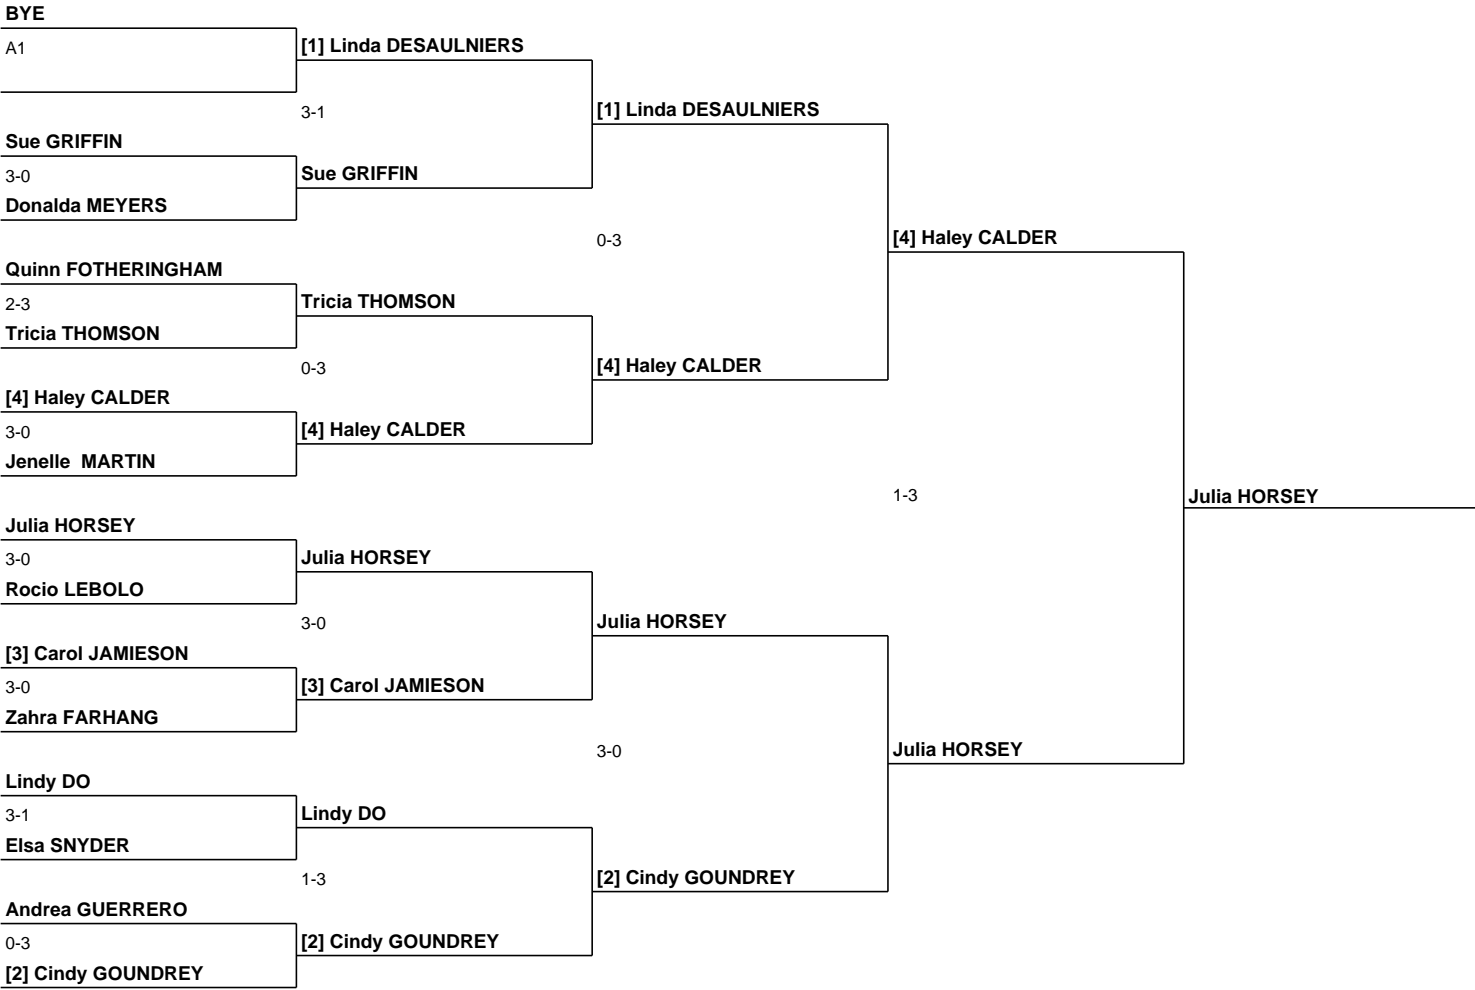 BYE
A1
[1] Linda DESAULNIERS
3-1
[1] Linda DESAULNIERS
Sue GRIFFIN
3-0
Sue GRIFFIN
Donalda MEYERS
0-3
[4] Haley CALDER
Quinn FOTHERINGHAM
2-3
Tricia THOMSON
Tricia THOMSON
0-3
[4] Haley CALDER
[4] Haley CALDER
3-0
[4] Haley CALDER
Jenelle MARTIN
1-3
Julia HORSEY
Julia HORSEY
3-0
Julia HORSEY
Rocio LEBOLO
3-0
Julia HORSEY
[3] Carol JAMIESON
3-0
[3] Carol JAMIESON
Zahra FARHANG
3-0
Julia HORSEY
Lindy DO
3-1
Lindy DO
Elsa SNYDER
1-3
[2] Cindy GOUNDREY
Andrea GUERRERO
0-3
[2] Cindy GOUNDREY
[2] Cindy GOUNDREY